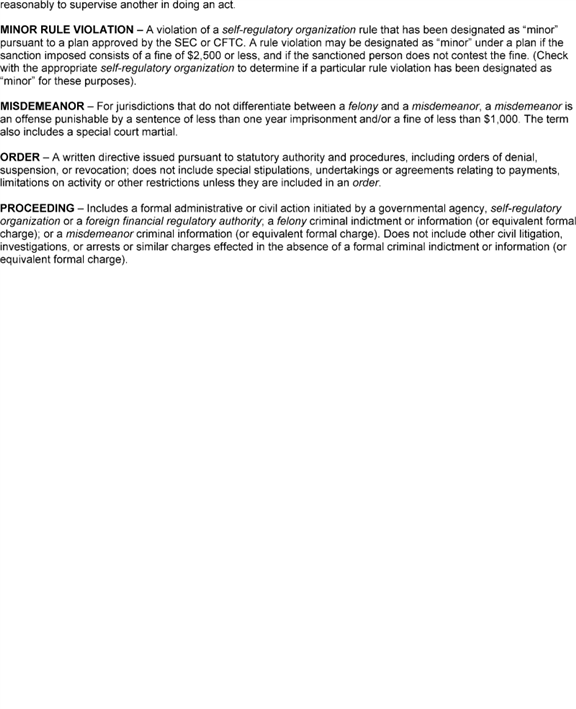 reasonably to supervise another in doing an act.
MINOR RULE VIOLATION – A violation of a self-regulatory organization rule that has been designated as “minor”
pursuant to a plan approved by the SEC or CFTC. A rule violation may be designated as “minor” under a plan if the
sanction imposed consists of a fine of $2,500 or less, and if the sanctioned person does not contest the fine. (Check
with the appropriate self-regulatory organization to determine if a particular rule violation has been designated as
“minor” for these purposes).
MISDEMEANOR – For jurisdictions that do not differentiate between a felony and a misdemeanor, a misdemeanor is
an offense punishable by a sentence of less than one year imprisonment and/or a fine of less than $1,000. The term
also includes a special court martial.
ORDER – A written directive issued pursuant to statutory authority and procedures, including orders of denial,
suspension, or revocation; does not include special stipulations, undertakings or agreements relating to payments,
limitations on activity or other restrictions unless they are included in an order.
PROCEEDING – Includes a formal administrative or civil action initiated by a governmental agency, self-regulatory
organization or a foreign financial regulatory authority; a felony criminal indictment or information (or equivalent formal
charge); or a misdemeanor criminal information (or equivalent formal charge). Does not include other civil litigation,
investigations, or arrests or similar charges effected in the absence of a formal criminal indictment or information (or
equivalent formal charge).